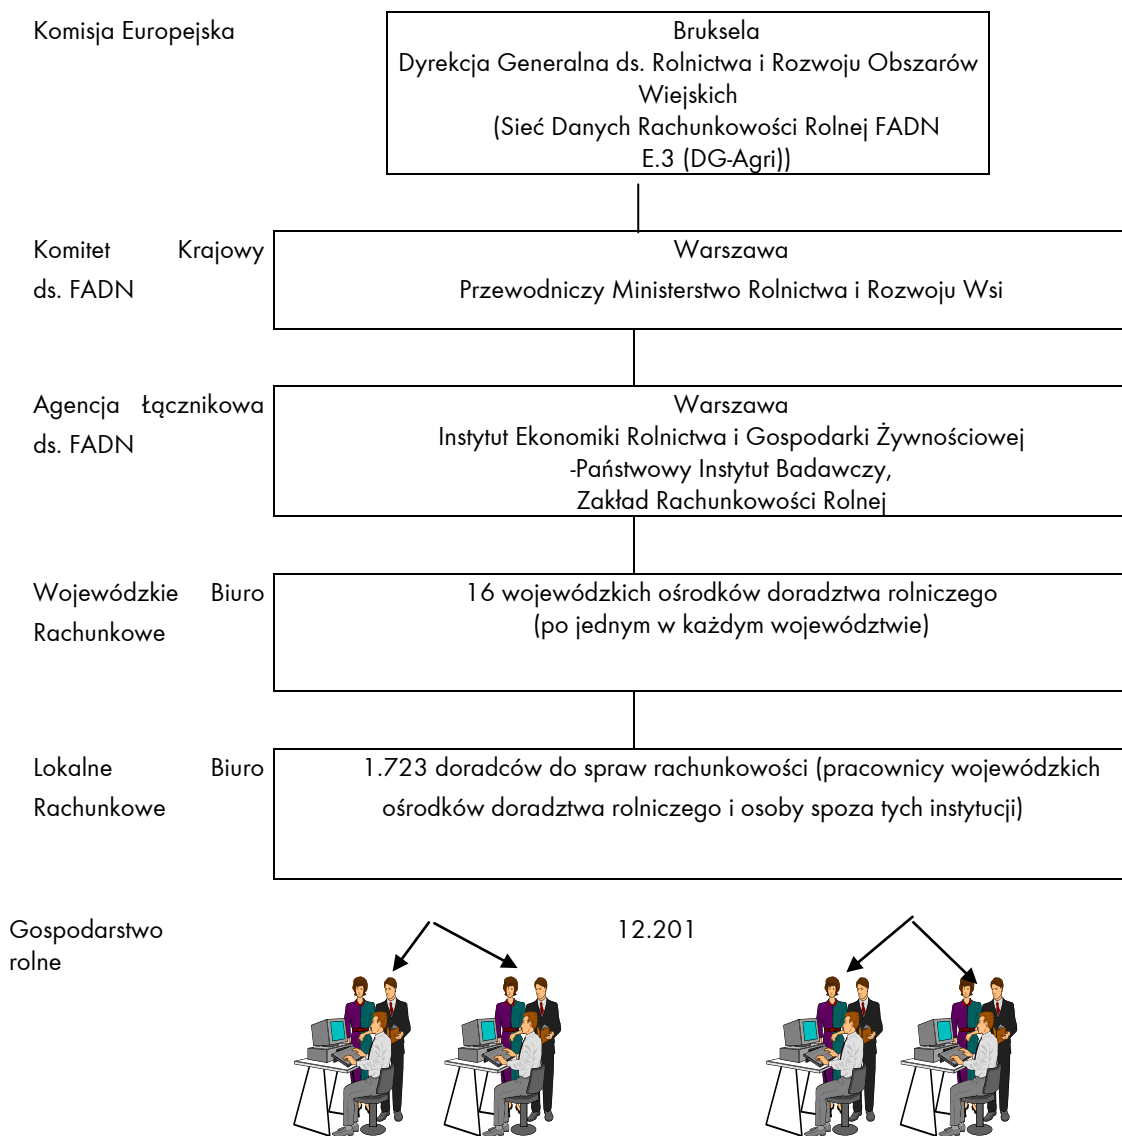 Komisja Europejska
Bruksela
Dyrekcja Generalna ds. Rolnictwa i Rozwoju Obszarów
Wiejskich
(Sieć Danych Rachunkowości Rolnej FADN
E.3 (DG-Agri))
Komitet Krajowy
ds. FADN
Warszawa
Przewodniczy Ministerstwo Rolnictwa i Rozwoju Wsi
Agencja Łącznikowa
ds. FADN
Warszawa
Instytut Ekonomiki Rolnictwa i Gospodarki Żywnościowej
-Państwowy Instytut Badawczy,
Zakład Rachunkowości Rolnej
Wojewódzkie Biuro
Rachunkowe
16 wojewódzkich ośrodków doradztwa rolniczego
(po jednym w każdym województwie)
Lokalne Biuro
Rachunkowe
1.723 doradców do spraw rachunkowości (pracownicy wojewódzkich
ośrodków doradztwa rolniczego i osoby spoza tych instytucji)
Gospodarstwo
rolne
12.201